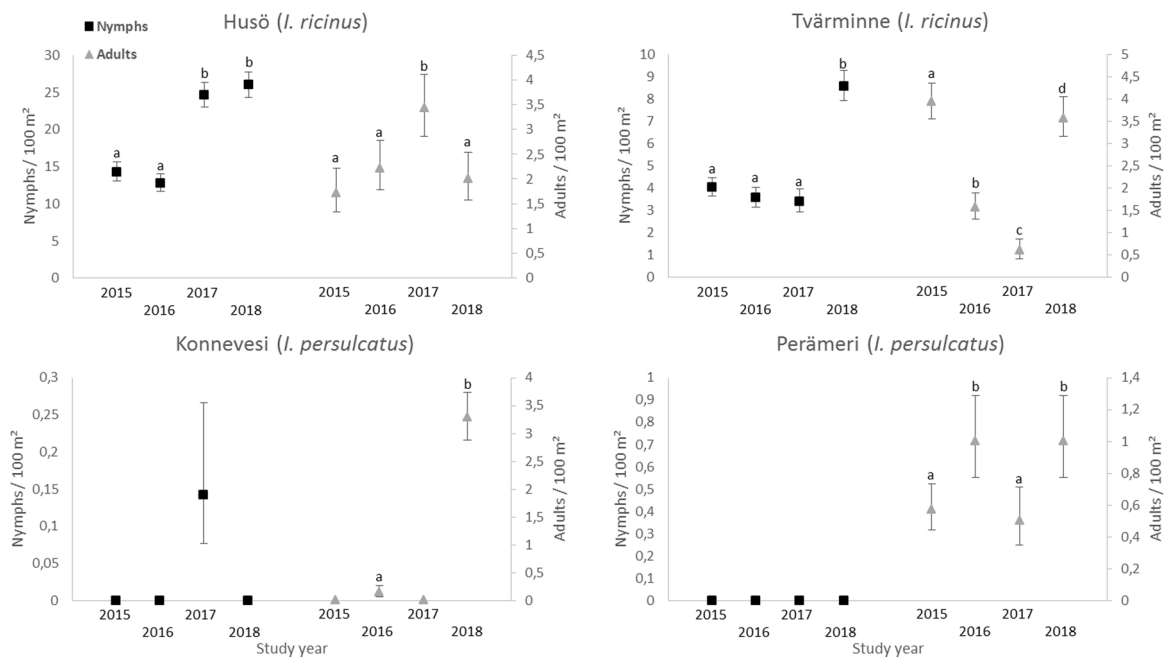 Husö (I. ricinus)
Nymphs
Adults
Nymphs / 100 m²
30
25
20
15
10
5
0
a
a
b
b
a
a
b
a
4,5
4
3,5
3
2,5
2
1,5
1
0,5
0
Adults / 100 m²
2015
2016
2017
2018
2015
2016
2017
2018
Tvärminne (I. ricinus)
Nymphs / 100 m²
10
9
8
7
6
5
4
3
2
1
0
a
a
a
b
a
b
c
d
5
4,5
4
3,5
3
2,5
2
1,5
1
0,5
0
Adults / 100 m²
2015
2016
2017
2018
2015
2016
2017
2018
Konnevesi (I. persulcatus)
Nymphs / 100 m²
0,3
0,25
0,2
0,15
0,1
0,05
0
a
b
4
3,5
3
2,5
2
1,5
1
0,5
0
Adults / 100 m²
2015
2016
2017
2018
2015
2016
2017
2018
Study year
Perämeri (I. persulcatus)
Nymphs / 100 m²
1
0,9
0,8
0,7
0,6
0,5
0,4
0,3
0,2
0,1
0
a
b
a
b
1,4
1,2
1
0,8
0,6
0,4
0,2
0
Adults / 100 m²
2015
2016
2017
2018
2015
2016
2017
2018
Study year